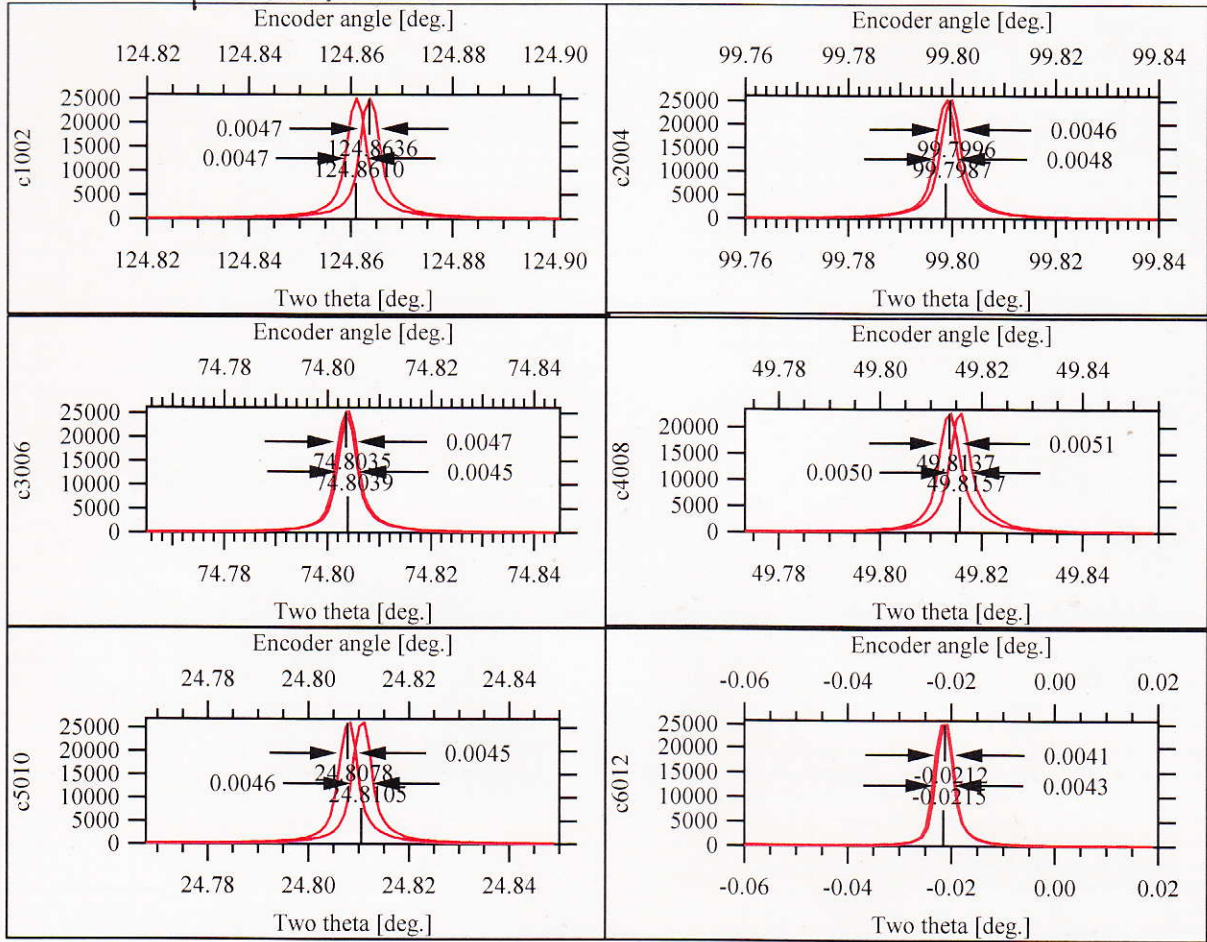 Encoder angle [deg.]
124.82 124.84 124.86 124.88 124.90
25000
20000
15000
10000
5000
0
c1002
0.0047
0.0047
124.8636
124.8610
124.82 124.84 124.86 124.88 124.90
Two theta [deg.]
Encoder angle [deg.]
99.76 99.78 99.80 99.82 99.84
25000
20000
15000
10000
5000
0
c2004
0.0046
99.7996
0.0048
99.7987
99.76 99.78 99.80 99.82 99.84
Two theta [deg.]
Encoder angle [deg.]
74.78 74.80 74.82 74.84
25000
20000
15000
10000
5000
0
c3006
0.0047
74.8035
0.0045
74.8039
74.78 74.80 74.82 74.84
Two theta [deg.]
Encoder angle [deg.]
49.78 49.80 49.82 49.84
20000
15000
10000
5000
0
c4008
0.0051
49.8137
0.0050
49.8157
49.78 49.80 49.82 49.84
Two theta [deg.]
Encoder angle [deg.]
24.78 24.80 24.82 24.84
25000
20000
15000
10000
5000
0
c5010
0.0045
24.8078
0.0046
24.8105
24.78 24.80 24.82 24.84
Two theta [deg.]
Encoder angle [deg.]
-0.06 -0.04 -0.02 0.00 0.02
25000
20000
15000
10000
5000
0
c6012
0.0041
-0.0212
0.0043
-0.0215
-0.06 -0.04 -0.02 0.00 0.02
Two theta [deg.]